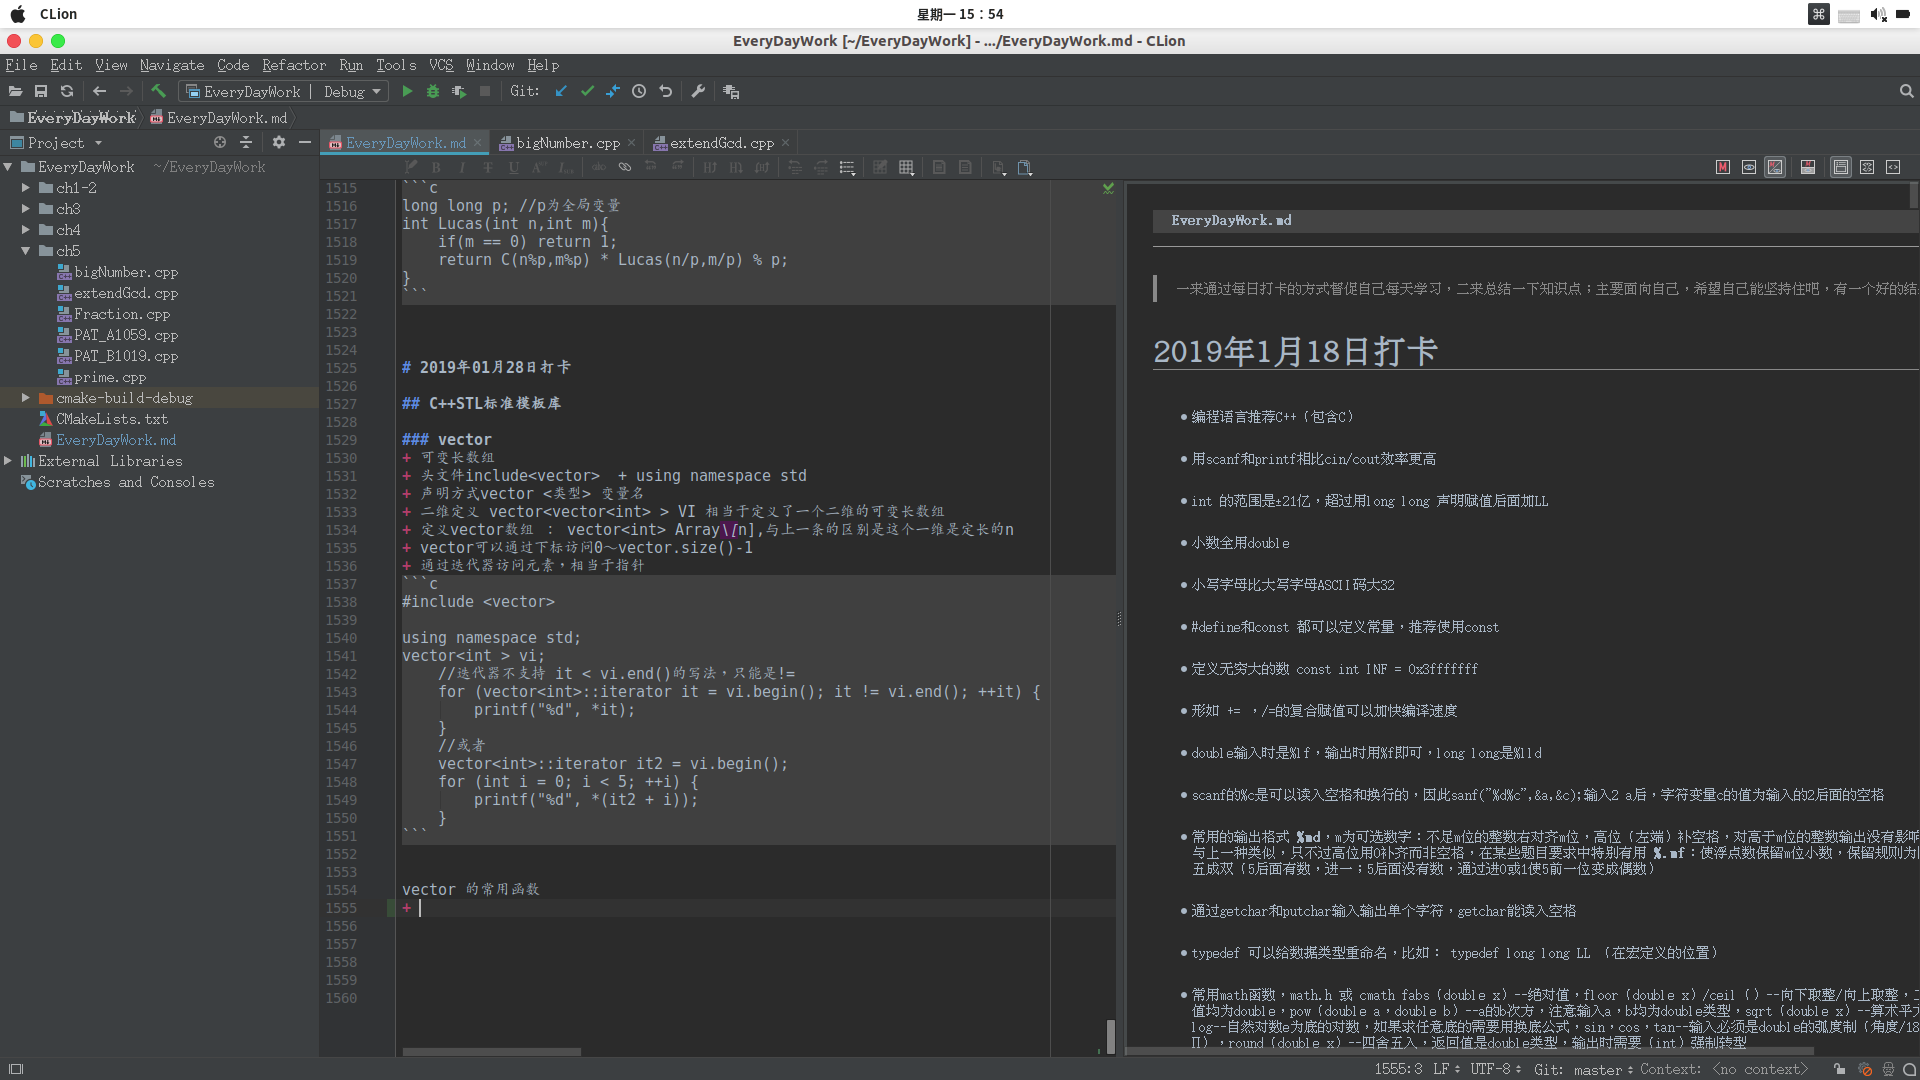 CLion
星期一 15：54
EveryDayWork [~/EveryDayWork] - .../EveryDayWork.md - CLion
File Edit View Navigate Code Refactor Run Tools VCS Window Help
EveryDayWork | Debug
Git:
EveryDayWork
EveryDayWork.md
Project
EveryDayWork.md
bigNumber.cpp
extendGcd.cpp
EveryDayWork ~/EveryDayWork
ch1-2
ch3
ch4
ch5
bigNumber.cpp
extendGcd.cpp
Fraction.cpp
PAT_A1059.cpp
PAT_B1019.cpp
prime.cpp
cmake-build-debug
CMakeLists.txt
EveryDayWork.md
External Libraries
Scratches and Consoles
1515 ```c
1516 long long p; //p为全局变量
1517 int Lucas(int n,int m){
1518 if(m == 0) return 1;
1519 return C(n%p,m%p) * Lucas(n/p,m/p) % p;
1520 }
1521 ```
1522
1523
1524
1525 # 2019年01月28日打卡
1526
1527 ## C++STL标准模板库
1528
1529 ### vector
1530 + 可变长数组
1531 + 头文件include<vector>  + using namespace std
1532 + 声明方式vector <类型> 变量名
1533 + 二维定义 vector<vector<int> > VI 相当于定义了一个二维的可变长数组
1534 + 定义vector数组 ： vector<int> Array\[n],与上一条的区别是这个一维是定长的n
1535 + vector可以通过下标访问0～vector.size()-1
1536 + 通过迭代器访问元素，相当于指针
1537 ```c
1538 #include <vector>
1539
1540 using namespace std;
1541 vector<int > vi;
1542 //迭代器不支持 it < vi.end()的写法，只能是!=
1543 for (vector<int>::iterator it = vi.begin(); it != vi.end(); ++it) {
1544 printf("%d", *it);
1545 }
1546 //或者
1547 vector<int>::iterator it2 = vi.begin();
1548 for (int i = 0; i < 5; ++i) {
1549 printf("%d", *(it2 + i));
1550 }
1551 ```
1552
1553
1554 vector 的常用函数
1555 +
1556
1557
1558
1559
1560
EveryDayWork.md
一来通过每日打卡的方式督促自己每天学习，二来总结一下知识点；主要面向自己，希望自己能坚持住吧，有一个好的结
2019年1月18日打卡
• 编程语言推荐C++（包含C）
• 用scanf和printf相比cin/cout效率更高
• int 的范围是±21亿，超过用long long 声明赋值后面加LL
• 小数全用double
• 小写字母比大写字母ASCII码大32
• #define和const 都可以定义常量，推荐使用const
• 定义无穷大的数 const int INF = 0x3fffffff
• 形如 += ，/=的复合赋值可以加快编译速度
• double输入时是%lf，输出时用%f即可，long long是%lld
• scanf的%c是可以读入空格和换行的，因此sanf("%d%c",&a,&c);输入2 a后，字符变量c的值为输入的2后面的空格
• 常用的输出格式 %md，m为可选数字：不足m位的整数右对齐m位，高位（左端）补空格，对高于m位的整数输出没有影响
与上一种类似，只不过高位用0补齐而非空格，在某些题目要求中特别有用 %.mf：使浮点数保留m位小数，保留规则为
五成双（5后面有数，进一；5后面没有数，通过进0或1使5前一位变成偶数）
• 通过getchar和putchar输入输出单个字符，getchar能读入空格
• typedef 可以给数据类型重命名，比如： typedef long long LL （在宏定义的位置）
• 常用math函数，math.h 或 cmath fabs（double x）--绝对值，floor（double x）/ceil（）--向下取整/向上取整，
值均为double，pow（double a，double b）--a的b次方，注意输入a，b均为double类型，sqrt（double x）--算术平
log--自然对数e为底的对数，如果求任意底的需要用换底公式，sin，cos，tan--输入必须是double的弧度制（角度/18
Π），round（double x）--四舍五入，返回值是double类型，输出时需要（int）强制转型
1555:3 LF UTF-8 Git: master Context: <no context>